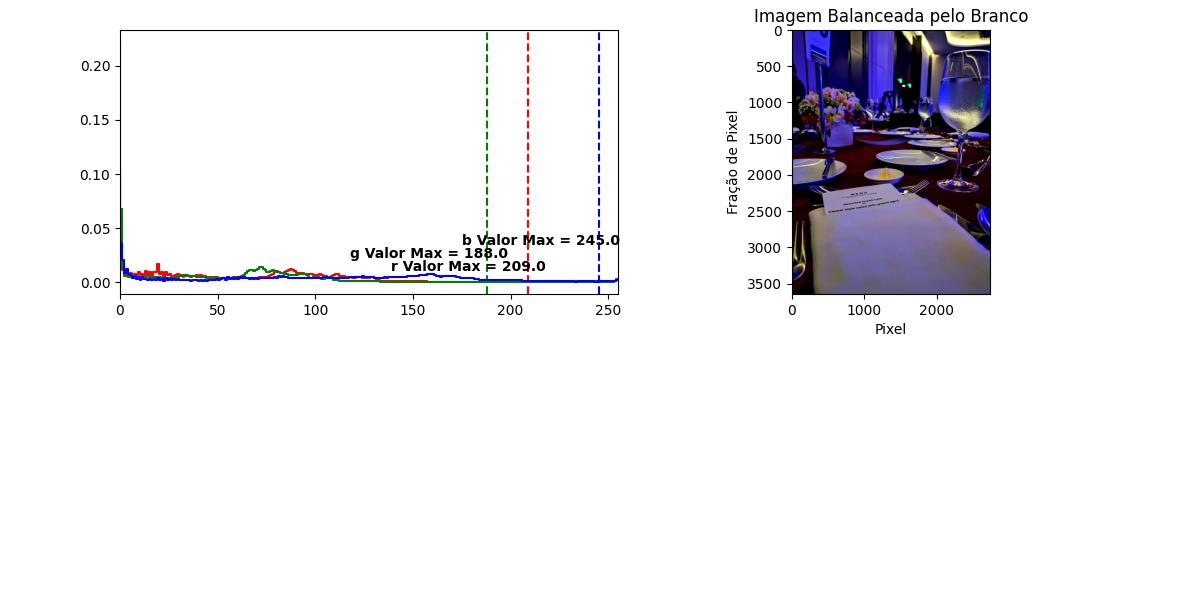 Imagem Balanceada pelo Branco
0.20
0.15
0.10
0.05
0.00
b Valor Max = 245.0
g Valor Max = 188.0
r Valor Max = 209.0
0 50 100 150 200 250
Fração de Pixel
0
500
1000
1500
2000
2500
3000
3500
0 1000 2000
Pixel